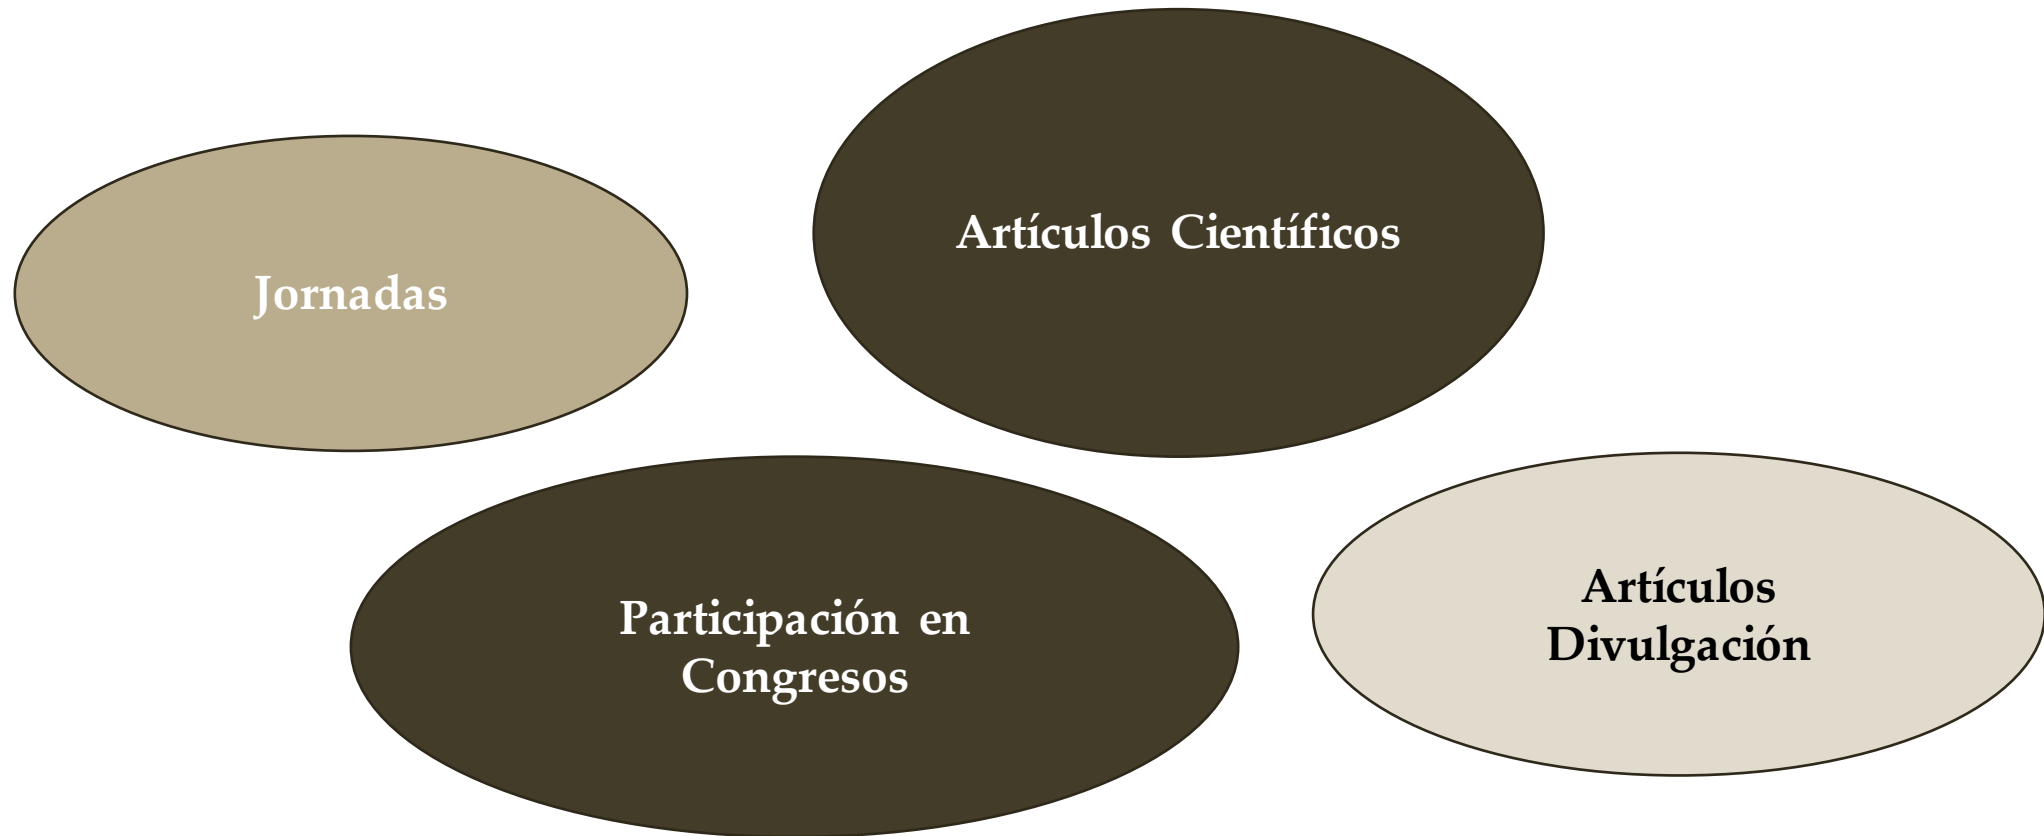 Artículos Científicos
Jornadas
Participación en
Congresos
Artículos
Divulgación